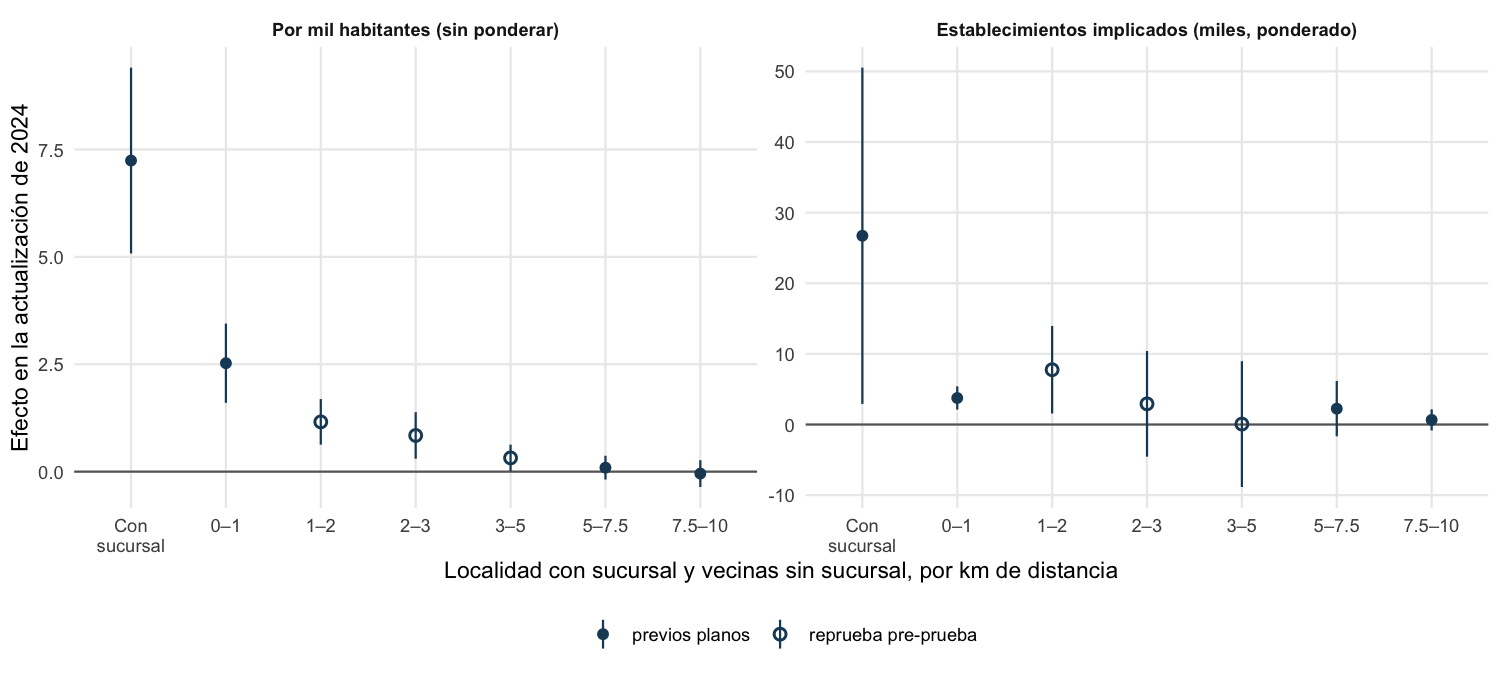 Por mil habitantes (sin ponderar)
Establecimientos implicados (miles, ponderado)
Efecto en la actualización de 2024
7.5
5.0
2.5
0.0
50
40
30
20
10
0
-10
Con
sucursal
0–1
1–2
2–3
3–5
5–7.5
7.5–10
Con
sucursal
0–1
1–2
2–3
3–5
5–7.5
7.5–10
Localidad con sucursal y vecinas sin sucursal, por km de distancia
previos planos
reprueba pre-prueba